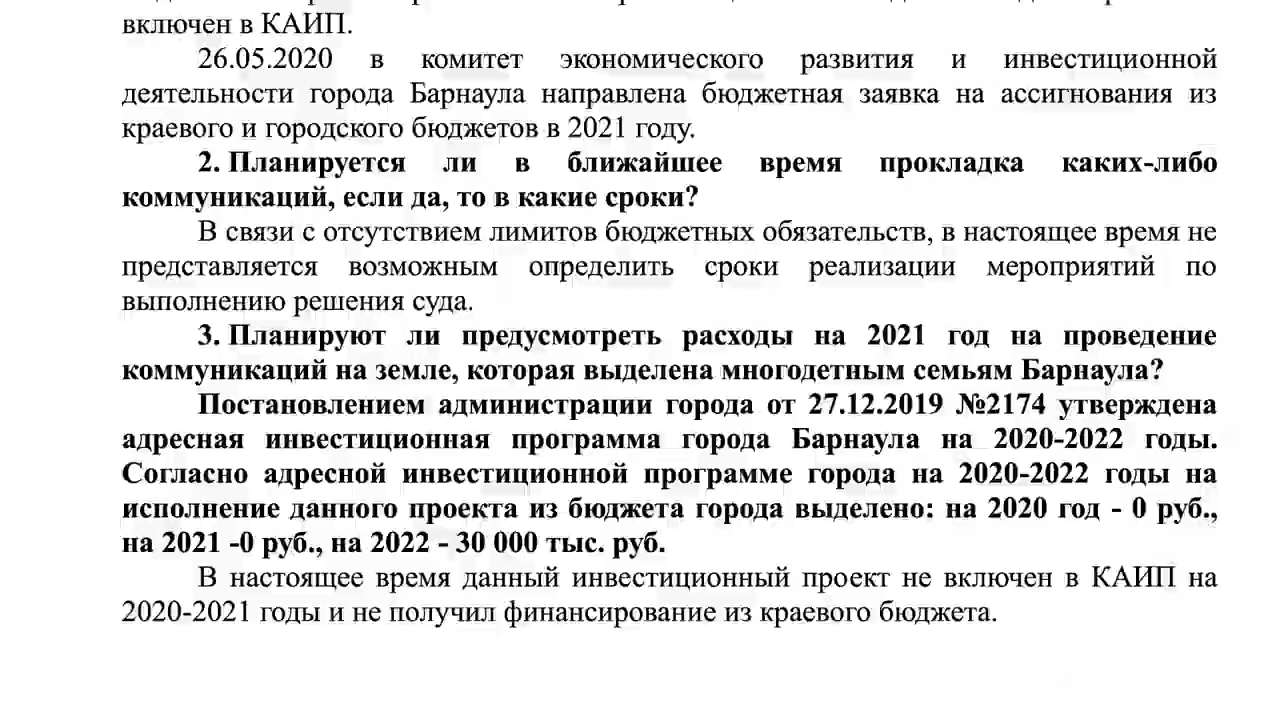 включен в КАИП.
26.05.2020 в комитет экономического развития и инвестиционной
деятельности города Барнаула направлена бюджетная заявка на ассигнования из
краевого и городского бюджетов в 2021 году.
2. Планируется ли в ближайшее время прокладка каких-либо
коммуникаций, если да, то в какие сроки?
В связи с отсутствием лимитов бюджетных обязательств, в настоящее время не
представляется возможным определить сроки реализации мероприятий по
выполнению решения суда.
3. Планируют ли предусмотреть расходы на 2021 год на проведение
коммуникаций на земле, которая выделена многодетным семьям Барнаула?
Постановлением администрации города от 27.12.2019 №2174 утверждена
адресная инвестиционная программа города Барнаула на 2020-2022 годы.
Согласно адресной инвестиционной программе города на 2020-2022 годы на
исполнение данного проекта из бюджета города выделено: на 2020 год - 0 руб.,
на 2021 -0 руб., на 2022 - 30 000 тыс. руб.
В настоящее время данный инвестиционный проект не включен в КАИП на
2020-2021 годы и не получил финансирование из краевого бюджета.